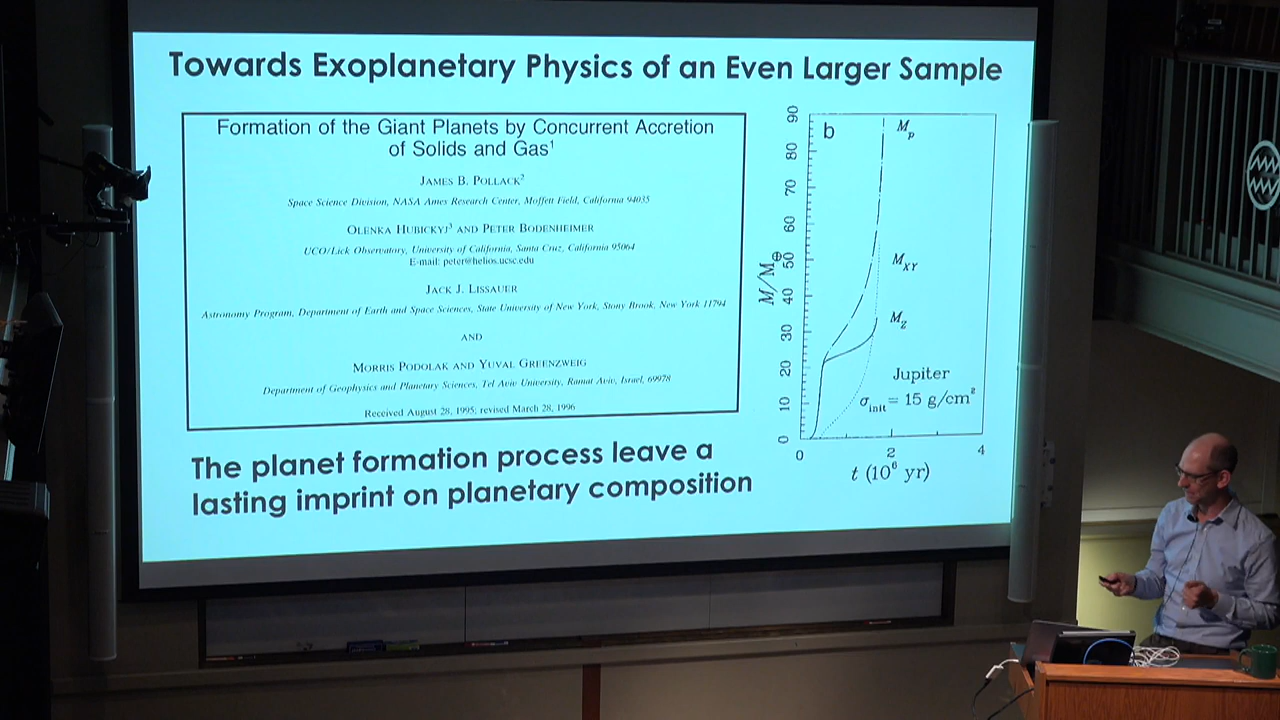 Towards Exoplanetary Physics of an Even Larger Sample
Formation of the Giant Planets by Concurrent Accretion
of Solids and Gas¹
JAMES B. POLLACK²
Space Science Division, NASA Ames Research Center, Moffett Field, California 94035
OLENKA HUBICKYJ³ AND PETER BODENHEIMER
UCO/Lick Observatory, University of California, Santa Cruz, California 95064
E-mail: peter@helios.ucsc.edu
JACK J. LISSAUER
Astronomy Program, Department of Earth and Space Sciences, State University of New York, Stony Brook, New York 11794
AND
MORRIS PODOLAK AND YUVAL GREENZWEIG
Department of Geophysics and Planetary Sciences, Tel Aviv University, Ramat Aviv, Israel, 69978
Received August 28, 1995; revised March 28, 1996
The planet formation process leave a
lasting imprint on planetary composition
b
90
80
70
60
50
40
30
20
10
0
M/M⊕
M_p
M_XY
M_Z
Jupiter
σ_init = 15 g/cm²
0
2
4
t (10⁶ yr)